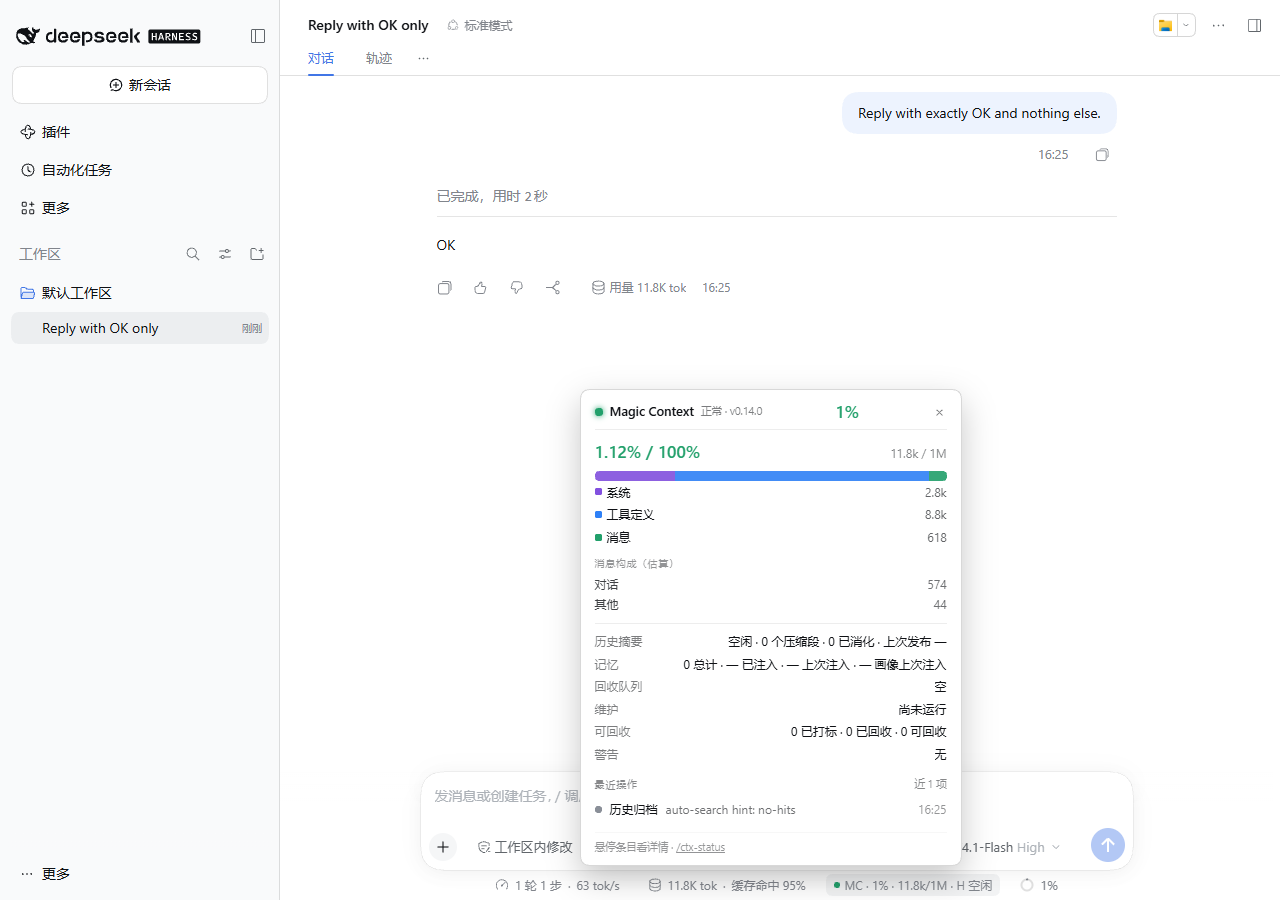 deepseek HARNESS
新会话
插件
自动化任务
更多
工作区
默认工作区
Reply with OK only 刚刚
更多
Reply with OK only 标准模式
对话 轨迹 ...
Reply with exactly OK and nothing else.
16:25
已完成，用时 2 秒
OK
用量 11.8K tok 16:25
Magic Context 正常 · v0.14.0 1% ×
1.12% / 100% 11.8k / 1M
系统 2.8k
工具定义 8.8k
消息 618
消息构成（估算）
对话 574
其他 44
历史摘要 空闲 · 0 个压缩段 · 0 已消化 · 上次发布 —
记忆 0 总计 · — 已注入 · — 上次注入 · — 画像上次注入
回收队列 空
维护 尚未运行
可回收 0 已打标 · 0 已回收 · 0 可回收
警告 无
最近操作 近 1 项
历史归档 auto-search hint: no-hits 16:25
悬停条目看详情 · /ctx-status
发消息或创建任务, / 调
工作区内修改 4.1-Flash High
1 轮 1 步 · 63 tok/s 11.8K tok · 缓存命中 95% MC · 1% · 11.8k/1M · H 空闲 1%